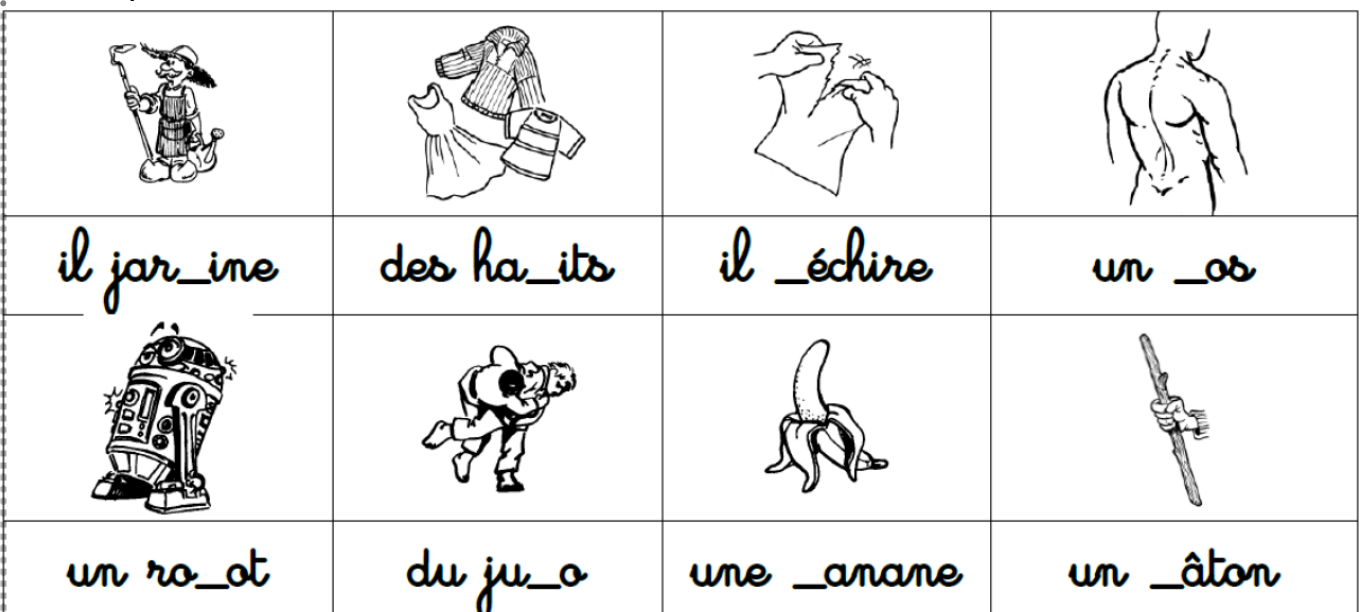 il jar_ine
des ha_its
il _échire
un _os
un ro_ot
du ju_o
une _anane
un _âton